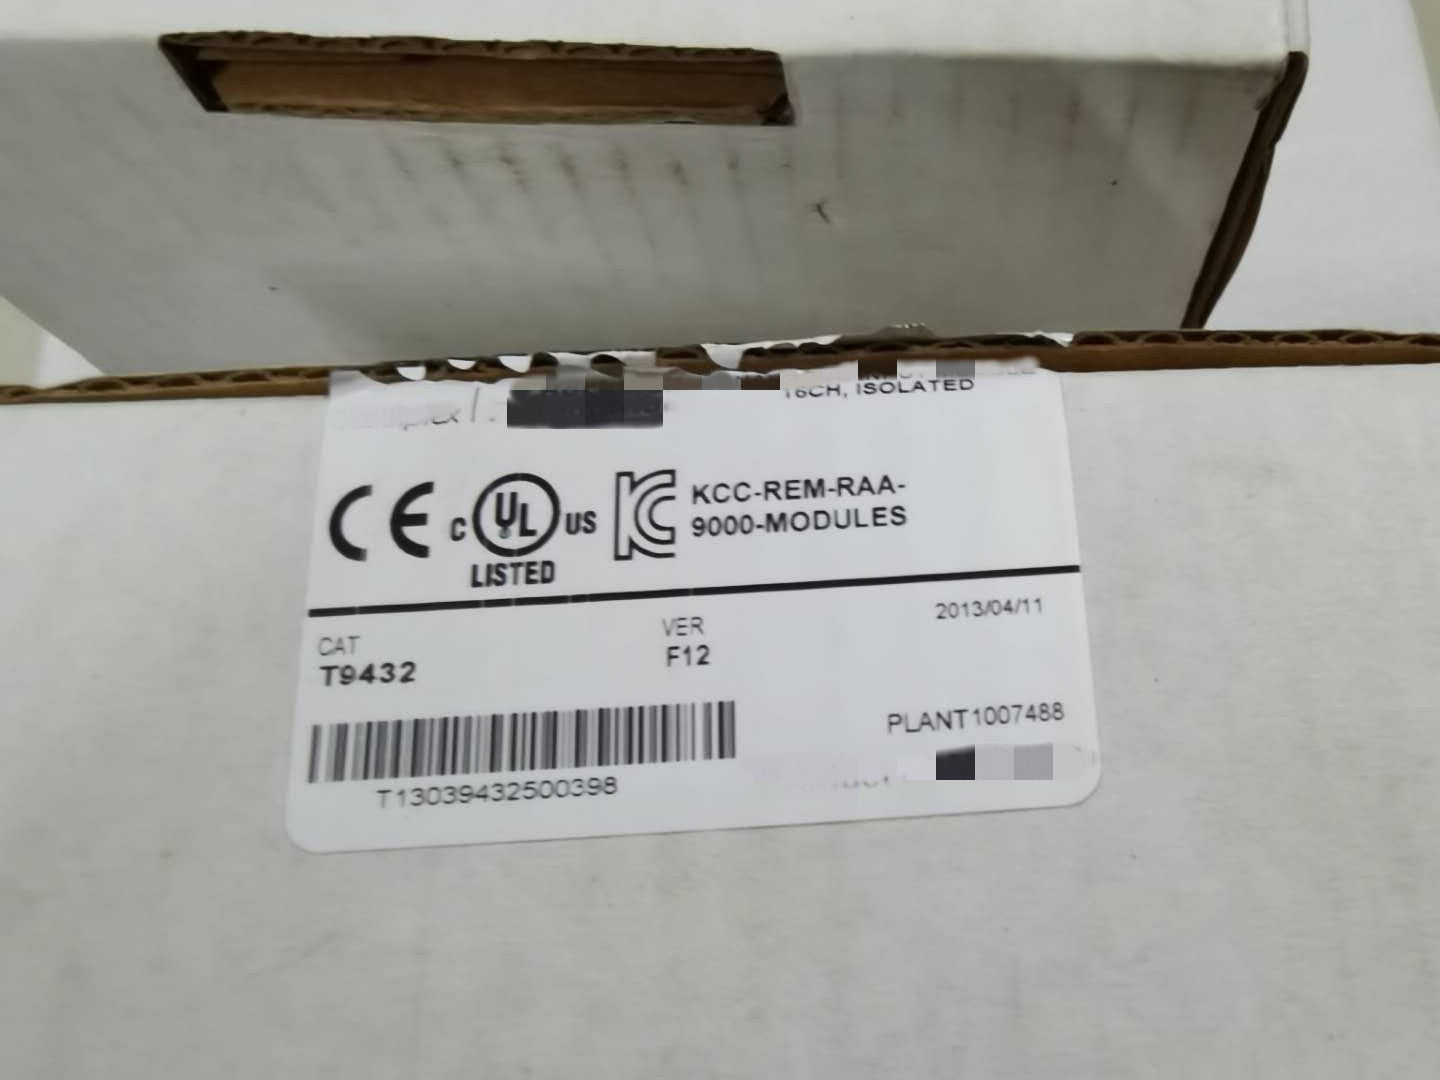 16CH, ISOLATED
CE C UL US LISTED
KCC-REM-RAA-
9000-MODULES
2013/04/11
CAT
VER
T9432
F12
PLANT1007488
T13039432500398